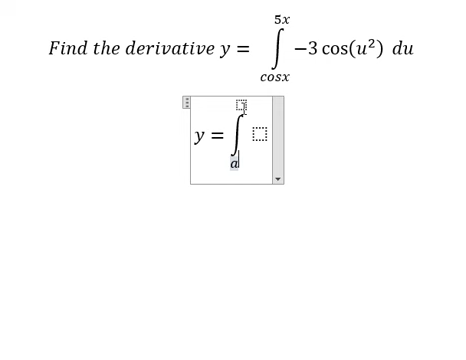 Find the derivative y = ∫_{cosx}^{5x} −3 cos(u²) du
y = ∫_a